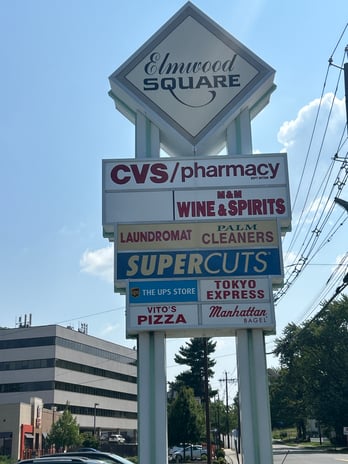 Elmwood
SQUARE
CVS/pharmacy
M&M
WINE & SPIRITS
LAUNDROMAT
PALM
CLEANERS
SUPERCUTS
THE UPS STORE
TOKYO
EXPRESS
VITO'S
PIZZA
Manhattan
BAGEL